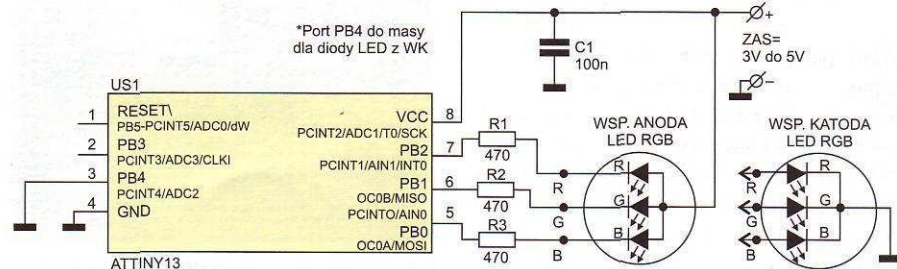 *Port PB4 do masy
dla diody LED z WK
C1
100n
+
ZAS=
3V do 5V
–
US1
1
RESET\
PB5-PCINT5/ADC0/dW
2
PB3
PCINT3/ADC3/CLKI
3
PB4
PCINT4/ADC2
4
GND
VCC
8
PCINT2/ADC1/T0/SCK
PB2
7
PCINT1/AIN1/INT0
PB1
6
OC0B/MISO
PCINTO/AIN0
5
PB0
OC0A/MOSI
ATTINY13
R1
470
R2
470
R3
470
R
G
B
WSP. ANODA
LED RGB
R
G
B
WSP. KATODA
LED RGB
R
G
B
R
G
B